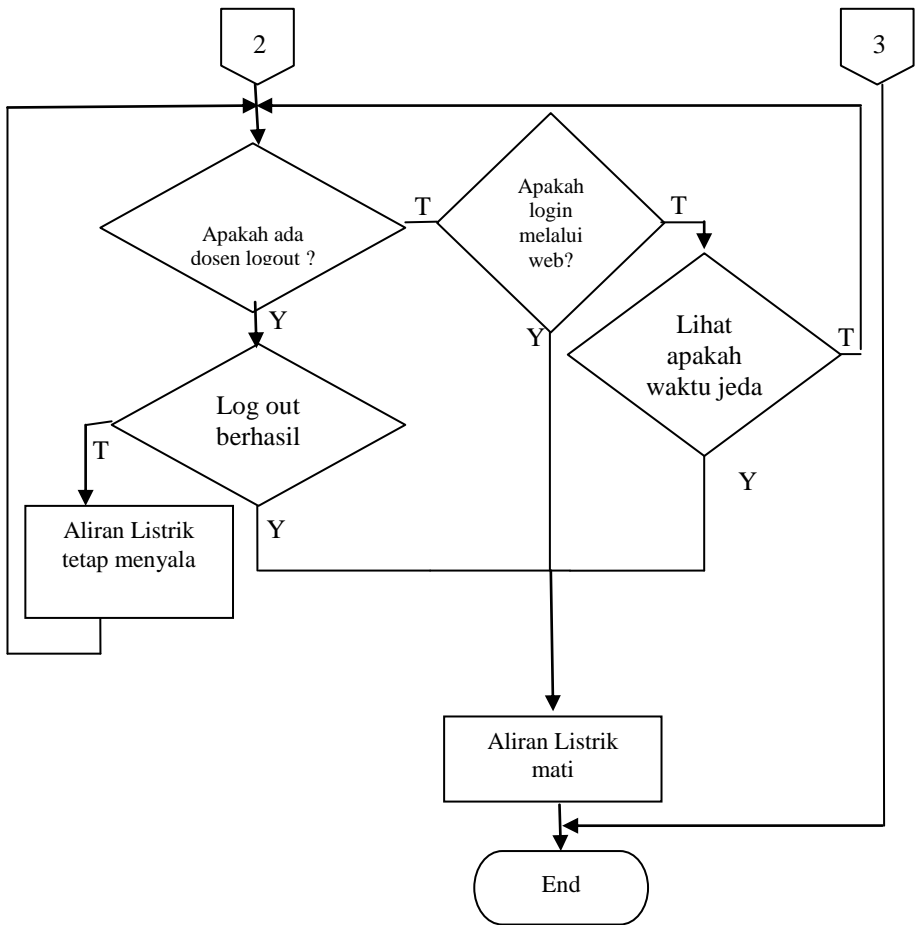 2
3
Apakah ada
dosen logout ?
T
Apakah
login
melalui
web?
T
Y
Y
Lihat
apakah
waktu jeda
T
Log out
berhasil
T
Y
Y
Aliran Listrik
tetap menyala
Aliran Listrik
mati
End